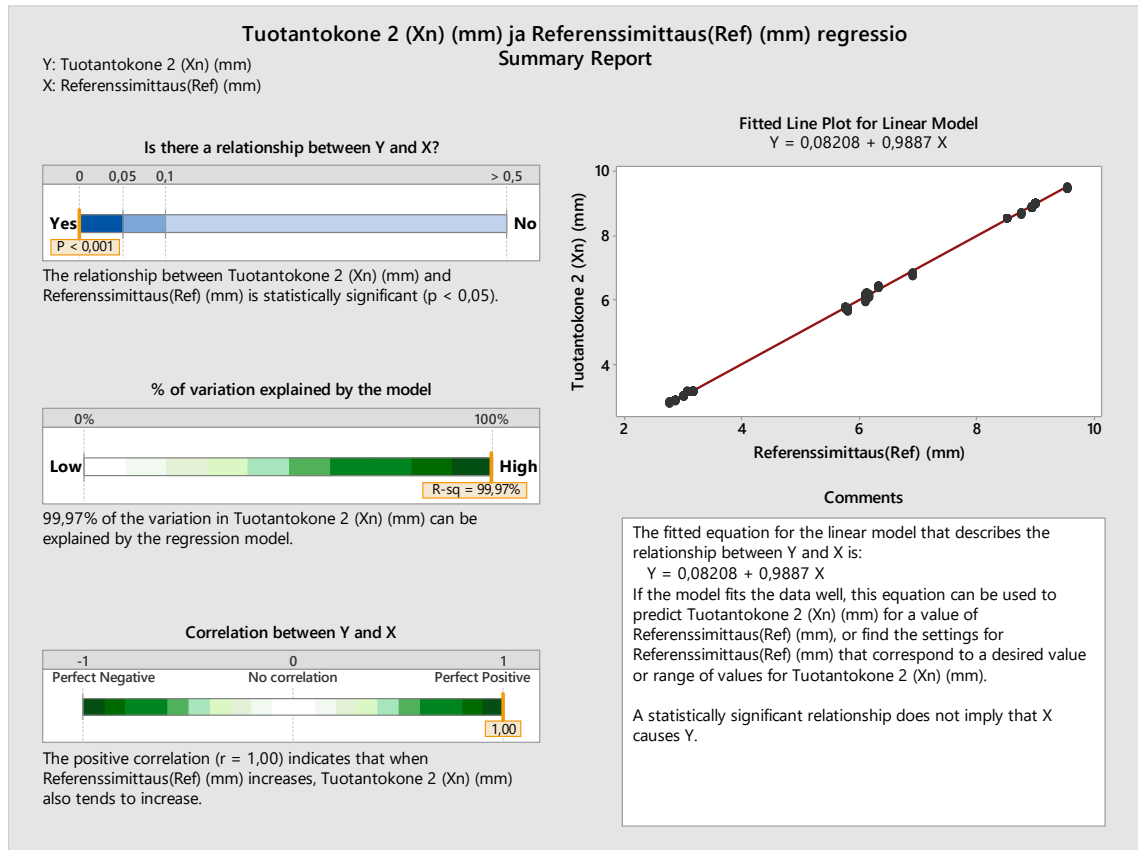 Tuotantokone 2 (Xn) (mm) ja Referenssimittaus(Ref) (mm) regressio
Summary Report
Y: Tuotantokone 2 (Xn) (mm)
X: Referenssimittaus(Ref) (mm)
Is there a relationship between Y and X?
0 0,05 0,1 > 0,5
Yes No
P < 0,001
The relationship between Tuotantokone 2 (Xn) (mm) and
Referenssimittaus(Ref) (mm) is statistically significant (p < 0,05).
% of variation explained by the model
0% 100%
Low High
R-sq = 99,97%
99,97% of the variation in Tuotantokone 2 (Xn) (mm) can be
explained by the regression model.
Correlation between Y and X
-1 0 1
Perfect Negative No correlation Perfect Positive
1,00
The positive correlation (r = 1,00) indicates that when
Referenssimittaus(Ref) (mm) increases, Tuotantokone 2 (Xn) (mm)
also tends to increase.
Fitted Line Plot for Linear Model
Y = 0,08208 + 0,9887 X
10
8
6
4
Tuotantokone 2 (Xn) (mm)
2 4 6 8 10
Referenssimittaus(Ref) (mm)
Comments
The fitted equation for the linear model that describes the
relationship between Y and X is:
Y = 0,08208 + 0,9887 X
If the model fits the data well, this equation can be used to
predict Tuotantokone 2 (Xn) (mm) for a value of
Referenssimittaus(Ref) (mm), or find the settings for
Referenssimittaus(Ref) (mm) that correspond to a desired value
or range of values for Tuotantokone 2 (Xn) (mm).
A statistically significant relationship does not imply that X
causes Y.